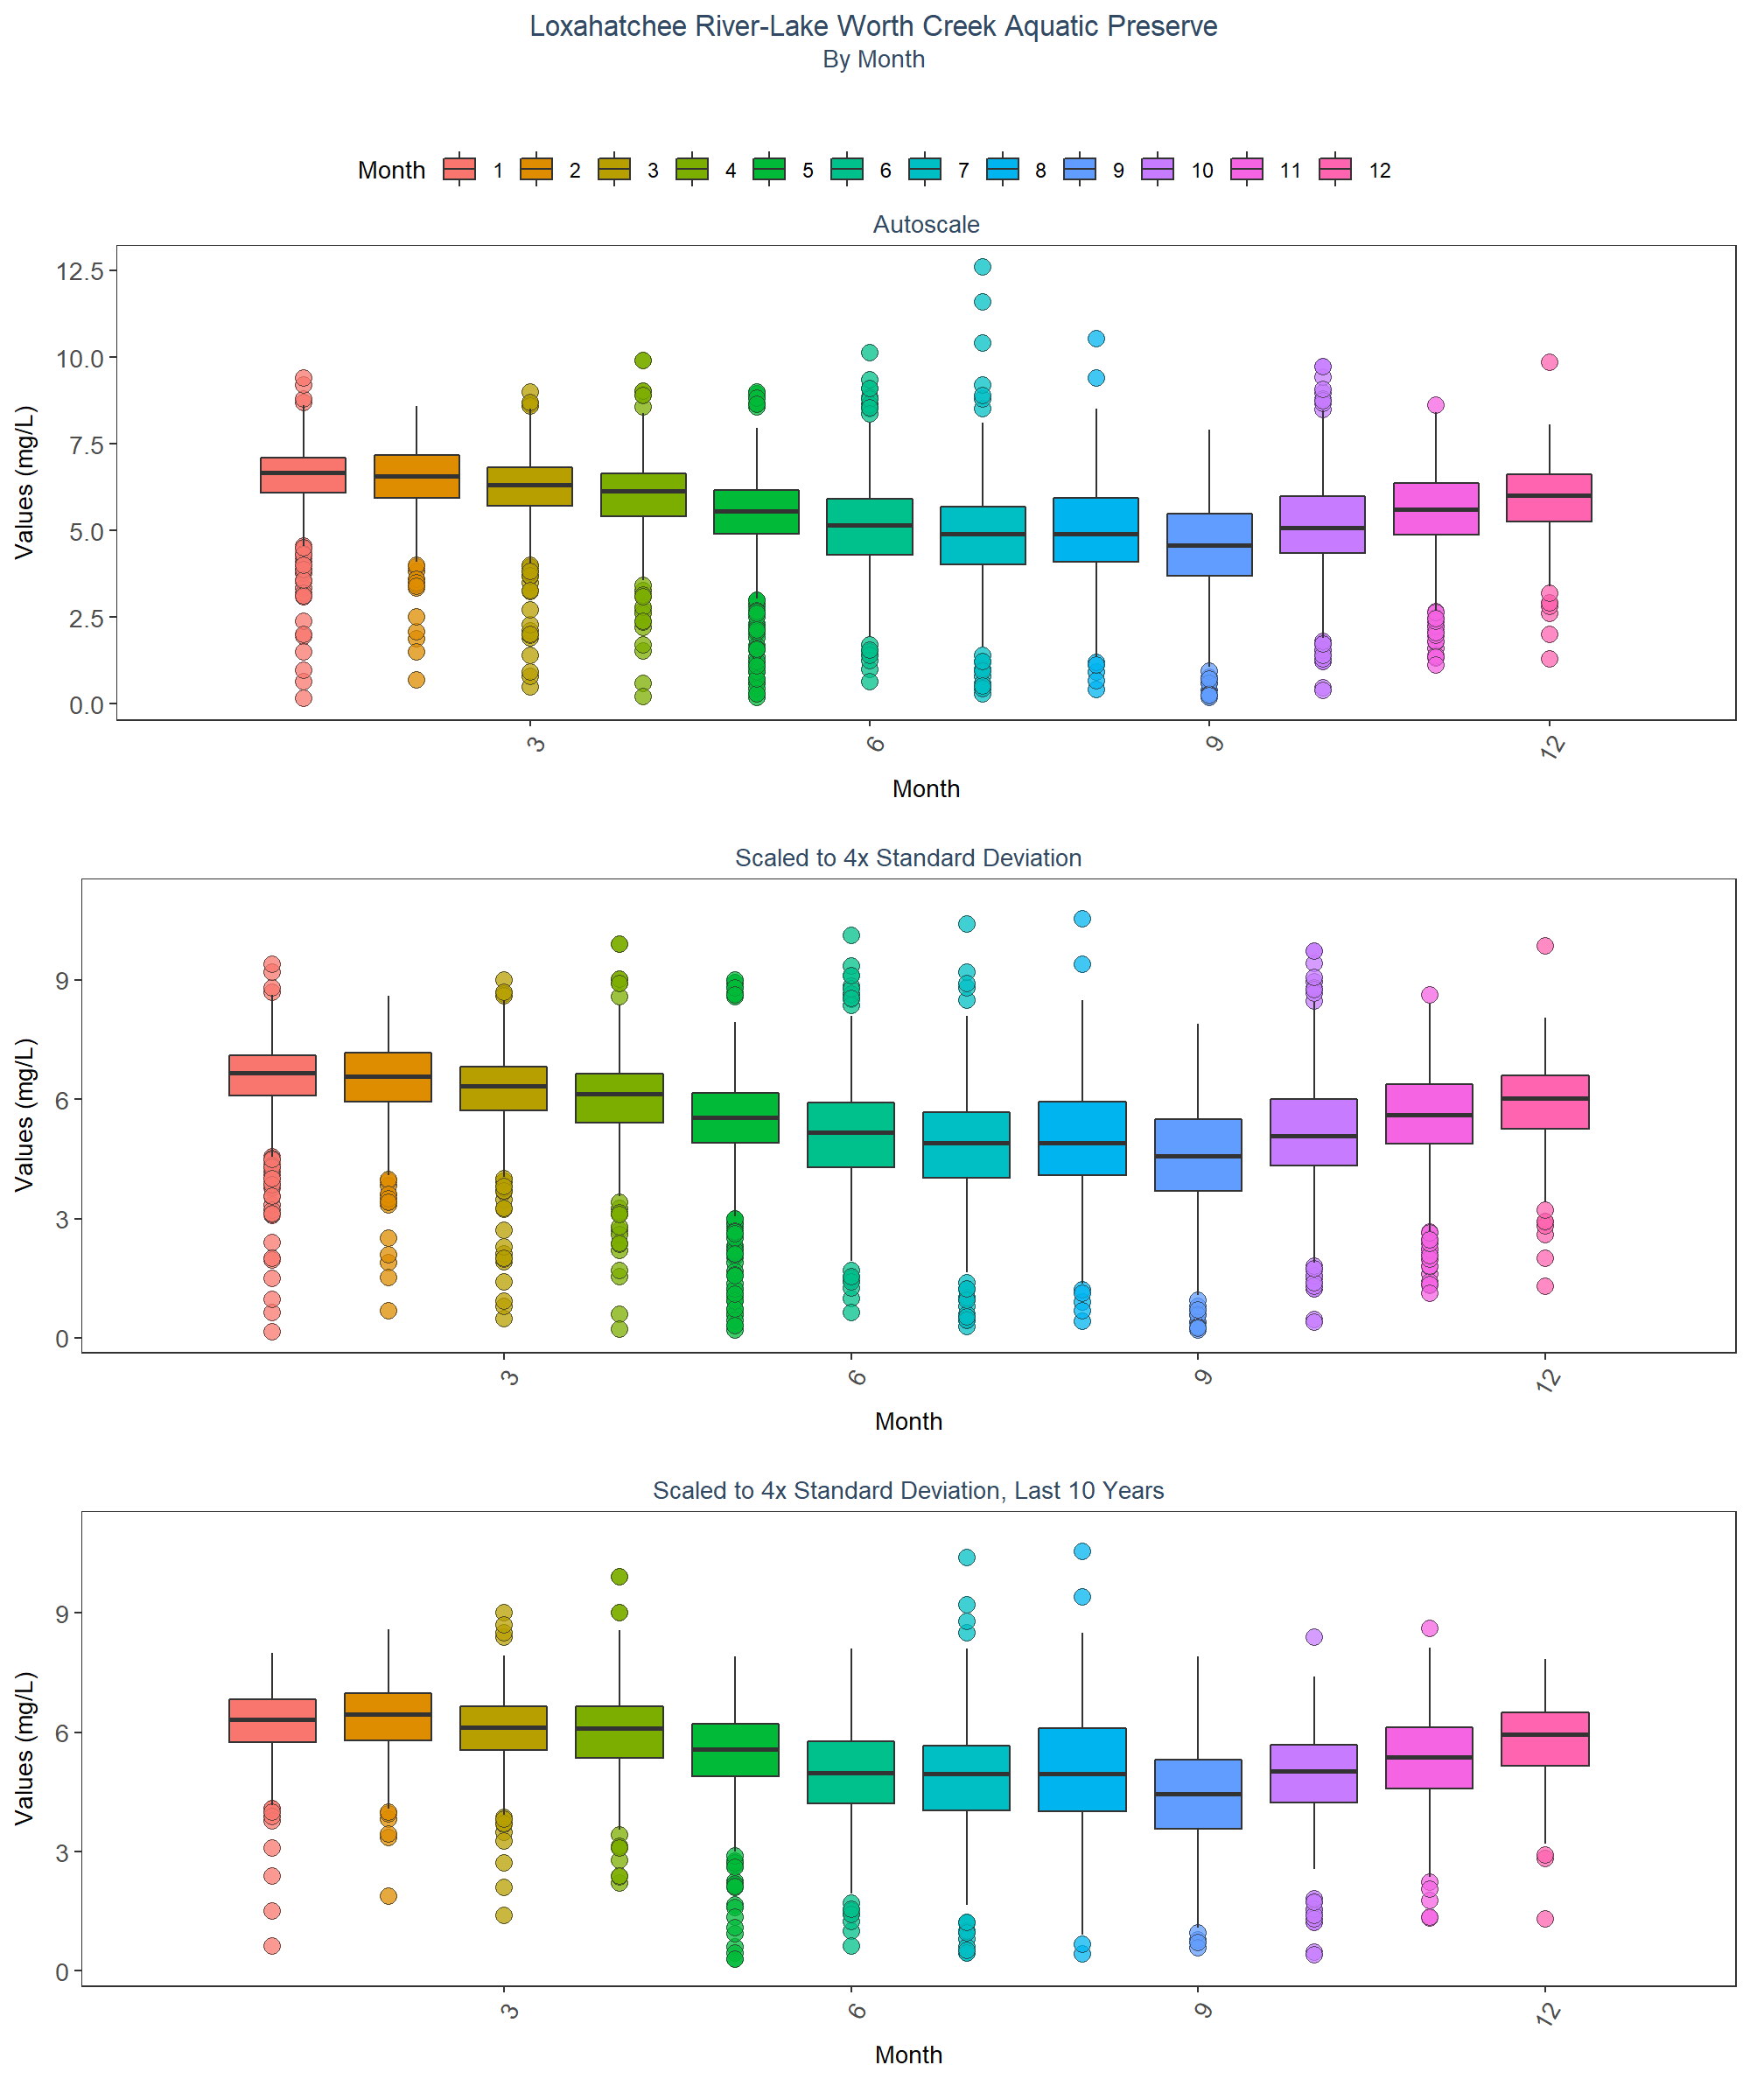 Loxahatchee River-Lake Worth Creek Aquatic Preserve
By Month
Month 1 2 3 4 5 6 7 8 9 10 11 12
Autoscale
Values (mg/L)
12.5
10.0
7.5
5.0
2.5
0.0
3 6 9 12
Month
Scaled to 4x Standard Deviation
Values (mg/L)
9
6
3
0
3 6 9 12
Month
Scaled to 4x Standard Deviation, Last 10 Years
Values (mg/L)
9
6
3
0
3 6 9 12
Month